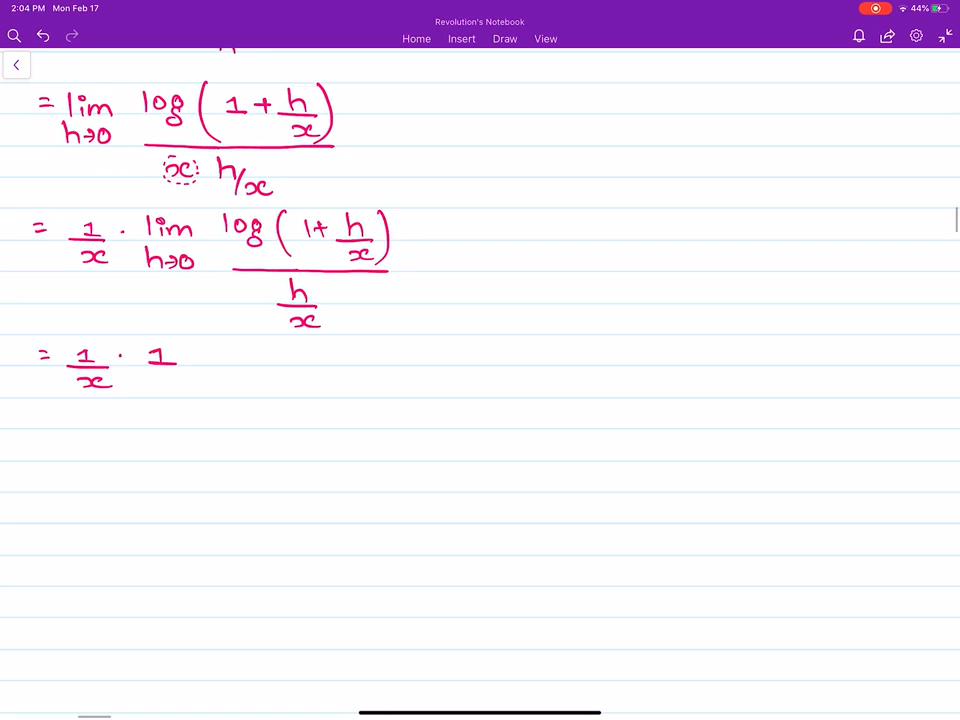 2:04 PM Mon Feb 17
44%
Revolution's Notebook
Home Insert Draw View
= lim h→0 log(1 + h/x) / x h/x
= 1/x · lim h→0 log(1 + h/x) / h/x
= 1/x · 1